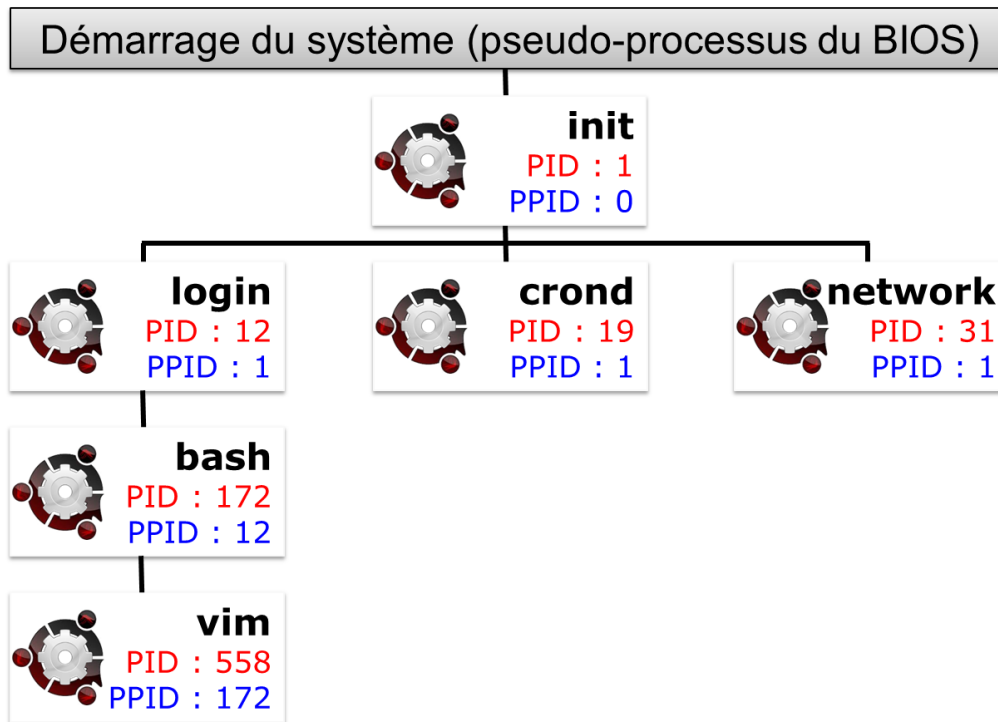 Démarrage du système (pseudo-processus du BIOS)
init
PID : 1
PPID : 0
login
PID : 12
PPID : 1
crond
PID : 19
PPID : 1
network
PID : 31
PPID : 1
bash
PID : 172
PPID : 12
vim
PID : 558
PPID : 172